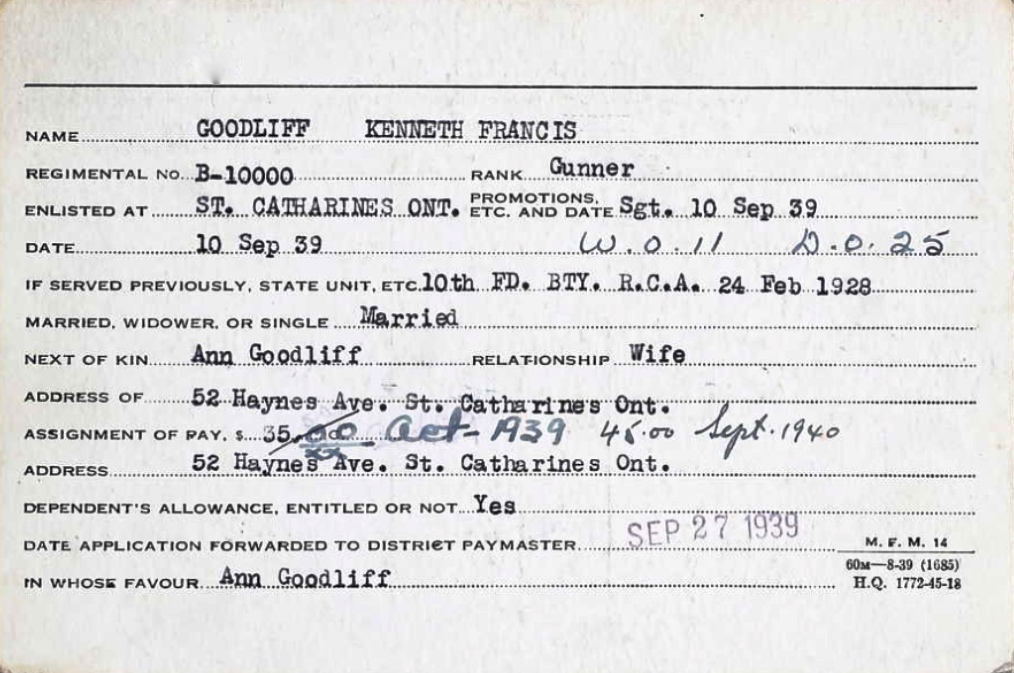 NAME GOODLIFF KENNETH FRANCIS
REGIMENTAL NO. B-10000 RANK Gunner
ENLISTED AT ST. CATHARINES ONT. PROMOTIONS, ETC. AND DATE Sgt. 10 Sep 39
DATE 10 Sep 39 W.O.11 D.O.25
IF SERVED PREVIOUSLY, STATE UNIT, ETC. 10th FD. BTY. R.C.A. 24 Feb 1928
MARRIED, WIDOWER, OR SINGLE Married
NEXT OF KIN Ann Goodliff RELATIONSHIP Wife
ADDRESS OF 52 Haynes Ave. St. Catharines Ont.
ASSIGNMENT OF PAY, $ 35.00 Oct-1939 45.00 Sept. 1940
ADDRESS 52 Haynes Ave. St. Catharines Ont.
DEPENDENT'S ALLOWANCE, ENTITLED OR NOT Yes
DATE APPLICATION FORWARDED TO DISTRICT PAYMASTER SEP 27 1939
M.F.M. 14
60M—8-39 (1685)
IN WHOSE FAVOUR Ann Goodliff
H.Q. 1772-45-18